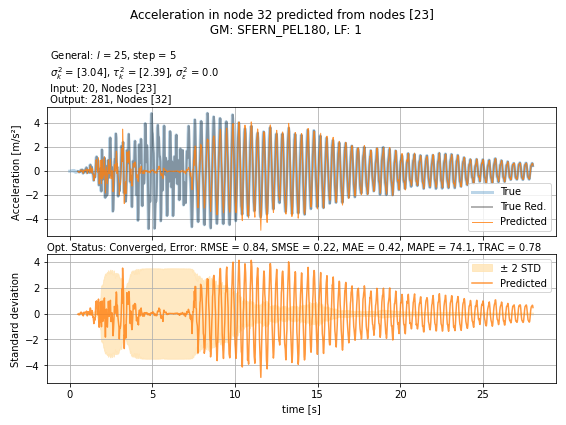 Acceleration in node 32 predicted from nodes [23]
GM: SFERN_PEL180, LF: 1
General: l = 25, step = 5
σ²ₖ = [3.04], τ²ₖ = [2.39], σ²ε = 0.0
Input: 20, Nodes [23]
Output: 281, Nodes [32]
Acceleration [m/s²]
4
2
0
−2
−4
True
True Red.
Predicted
Opt. Status: Converged, Error: RMSE = 0.84, SMSE = 0.22, MAE = 0.42, MAPE = 74.1, TRAC = 0.78
Standard deviation
4
2
0
−2
−4
± 2 STD
Predicted
0 5 10 15 20 25
time [s]